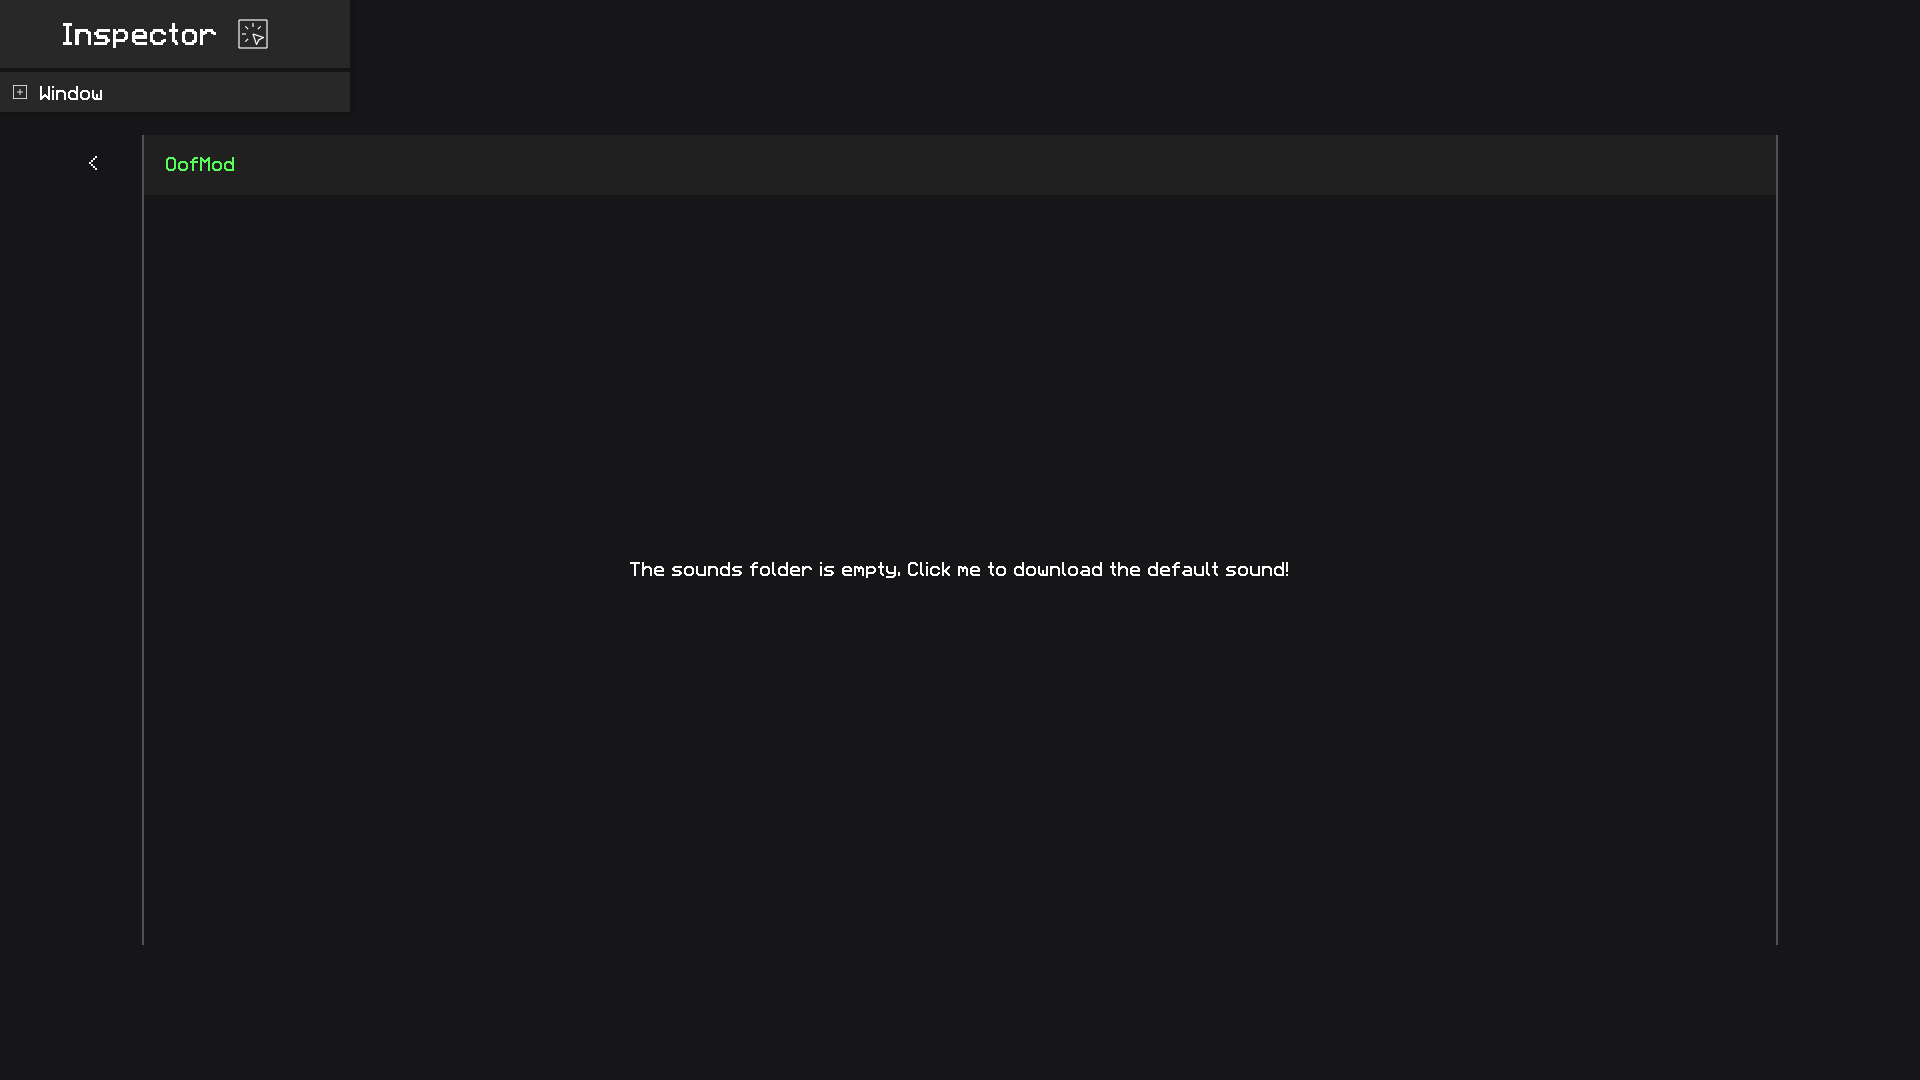 Inspector
Window
OofMod
The sounds folder is empty. Click me to download the default sound!